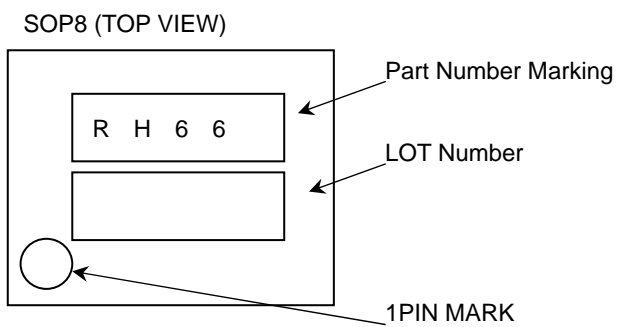 SOP8 (TOP VIEW)
Part Number Marking
R H 6 6
LOT Number
1PIN MARK